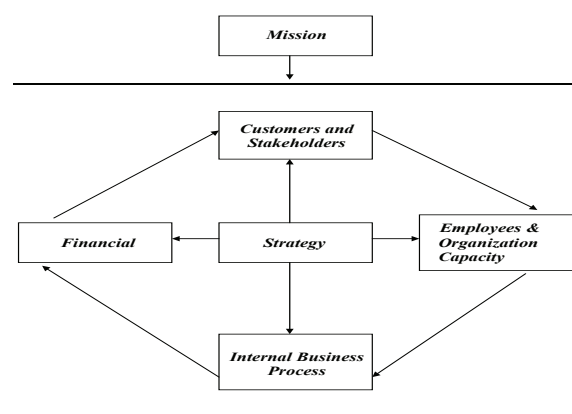 Mission
Customers and
Stakeholders
Financial
Strategy
Employees &
Organization
Capacity
Internal Business
Process